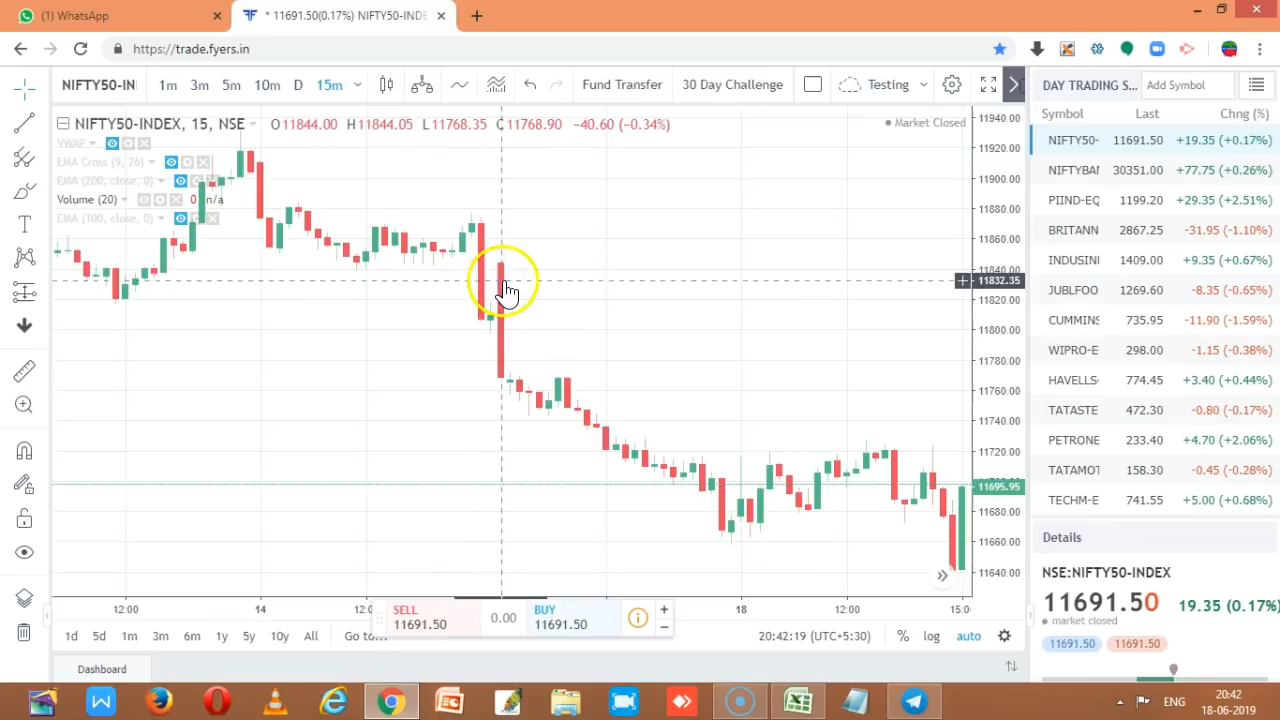 (1) WhatsApp
* 11691.50(0.17%) NIFTY50-INDEX
https://trade.fyers.in
NIFTY50-INI
1m 3m 5m 10m D 15m
Fund Transfer
30 Day Challenge
Testing
NIFTY50-INDEX, 15, NSE
O11844.00 H11844.05 L11768.35 C11768.90 -40.60 (-0.34%)
Market Closed
VWAP
EMA Cross (9, 26)
EMA (200, close, 0)
Volume (20) 0 n/a
EMA (100, close, 0)
11940.00
11920.00
11900.00
11880.00
11860.00
11840.00
11832.35
11820.00
11800.00
11780.00
11760.00
11740.00
11720.00
11695.95
11680.00
11660.00
11640.00
12:00 14 12:00 18 12:00 15:0
SELL
11691.50
0.00
BUY
11691.50
1d 5d 1m 3m 6m 1y 5y 10y All Go to...
20:42:19 (UTC+5:30) % log auto
Dashboard
DAY TRADING S... Add Symbol
Symbol Last Chng (%)
NIFTY50- 11691.50 +19.35 (+0.17%)
NIFTYBAN 30351.00 +77.75 (+0.26%)
PIIND-EQ 1199.20 +29.35 (+2.51%)
BRITANN 2867.25 -31.95 (-1.10%)
INDUSINI 1409.00 +9.35 (+0.67%)
JUBLFOO 1269.60 -8.35 (-0.65%)
CUMMINS 735.95 -11.90 (-1.59%)
WIPRO-E 298.00 -1.15 (-0.38%)
HAVELLS- 774.45 +3.40 (+0.44%)
TATASTE 472.30 -0.80 (-0.17%)
PETRONE 233.40 +4.70 (+2.06%)
TATAMOT 158.30 -0.45 (-0.28%)
TECHM-E 741.55 +5.00 (+0.68%)
Details
NSE:NIFTY50-INDEX
11691.50 19.35 (0.17%)
market closed
11691.50 11691.50
ENG
20:42
18-06-2019